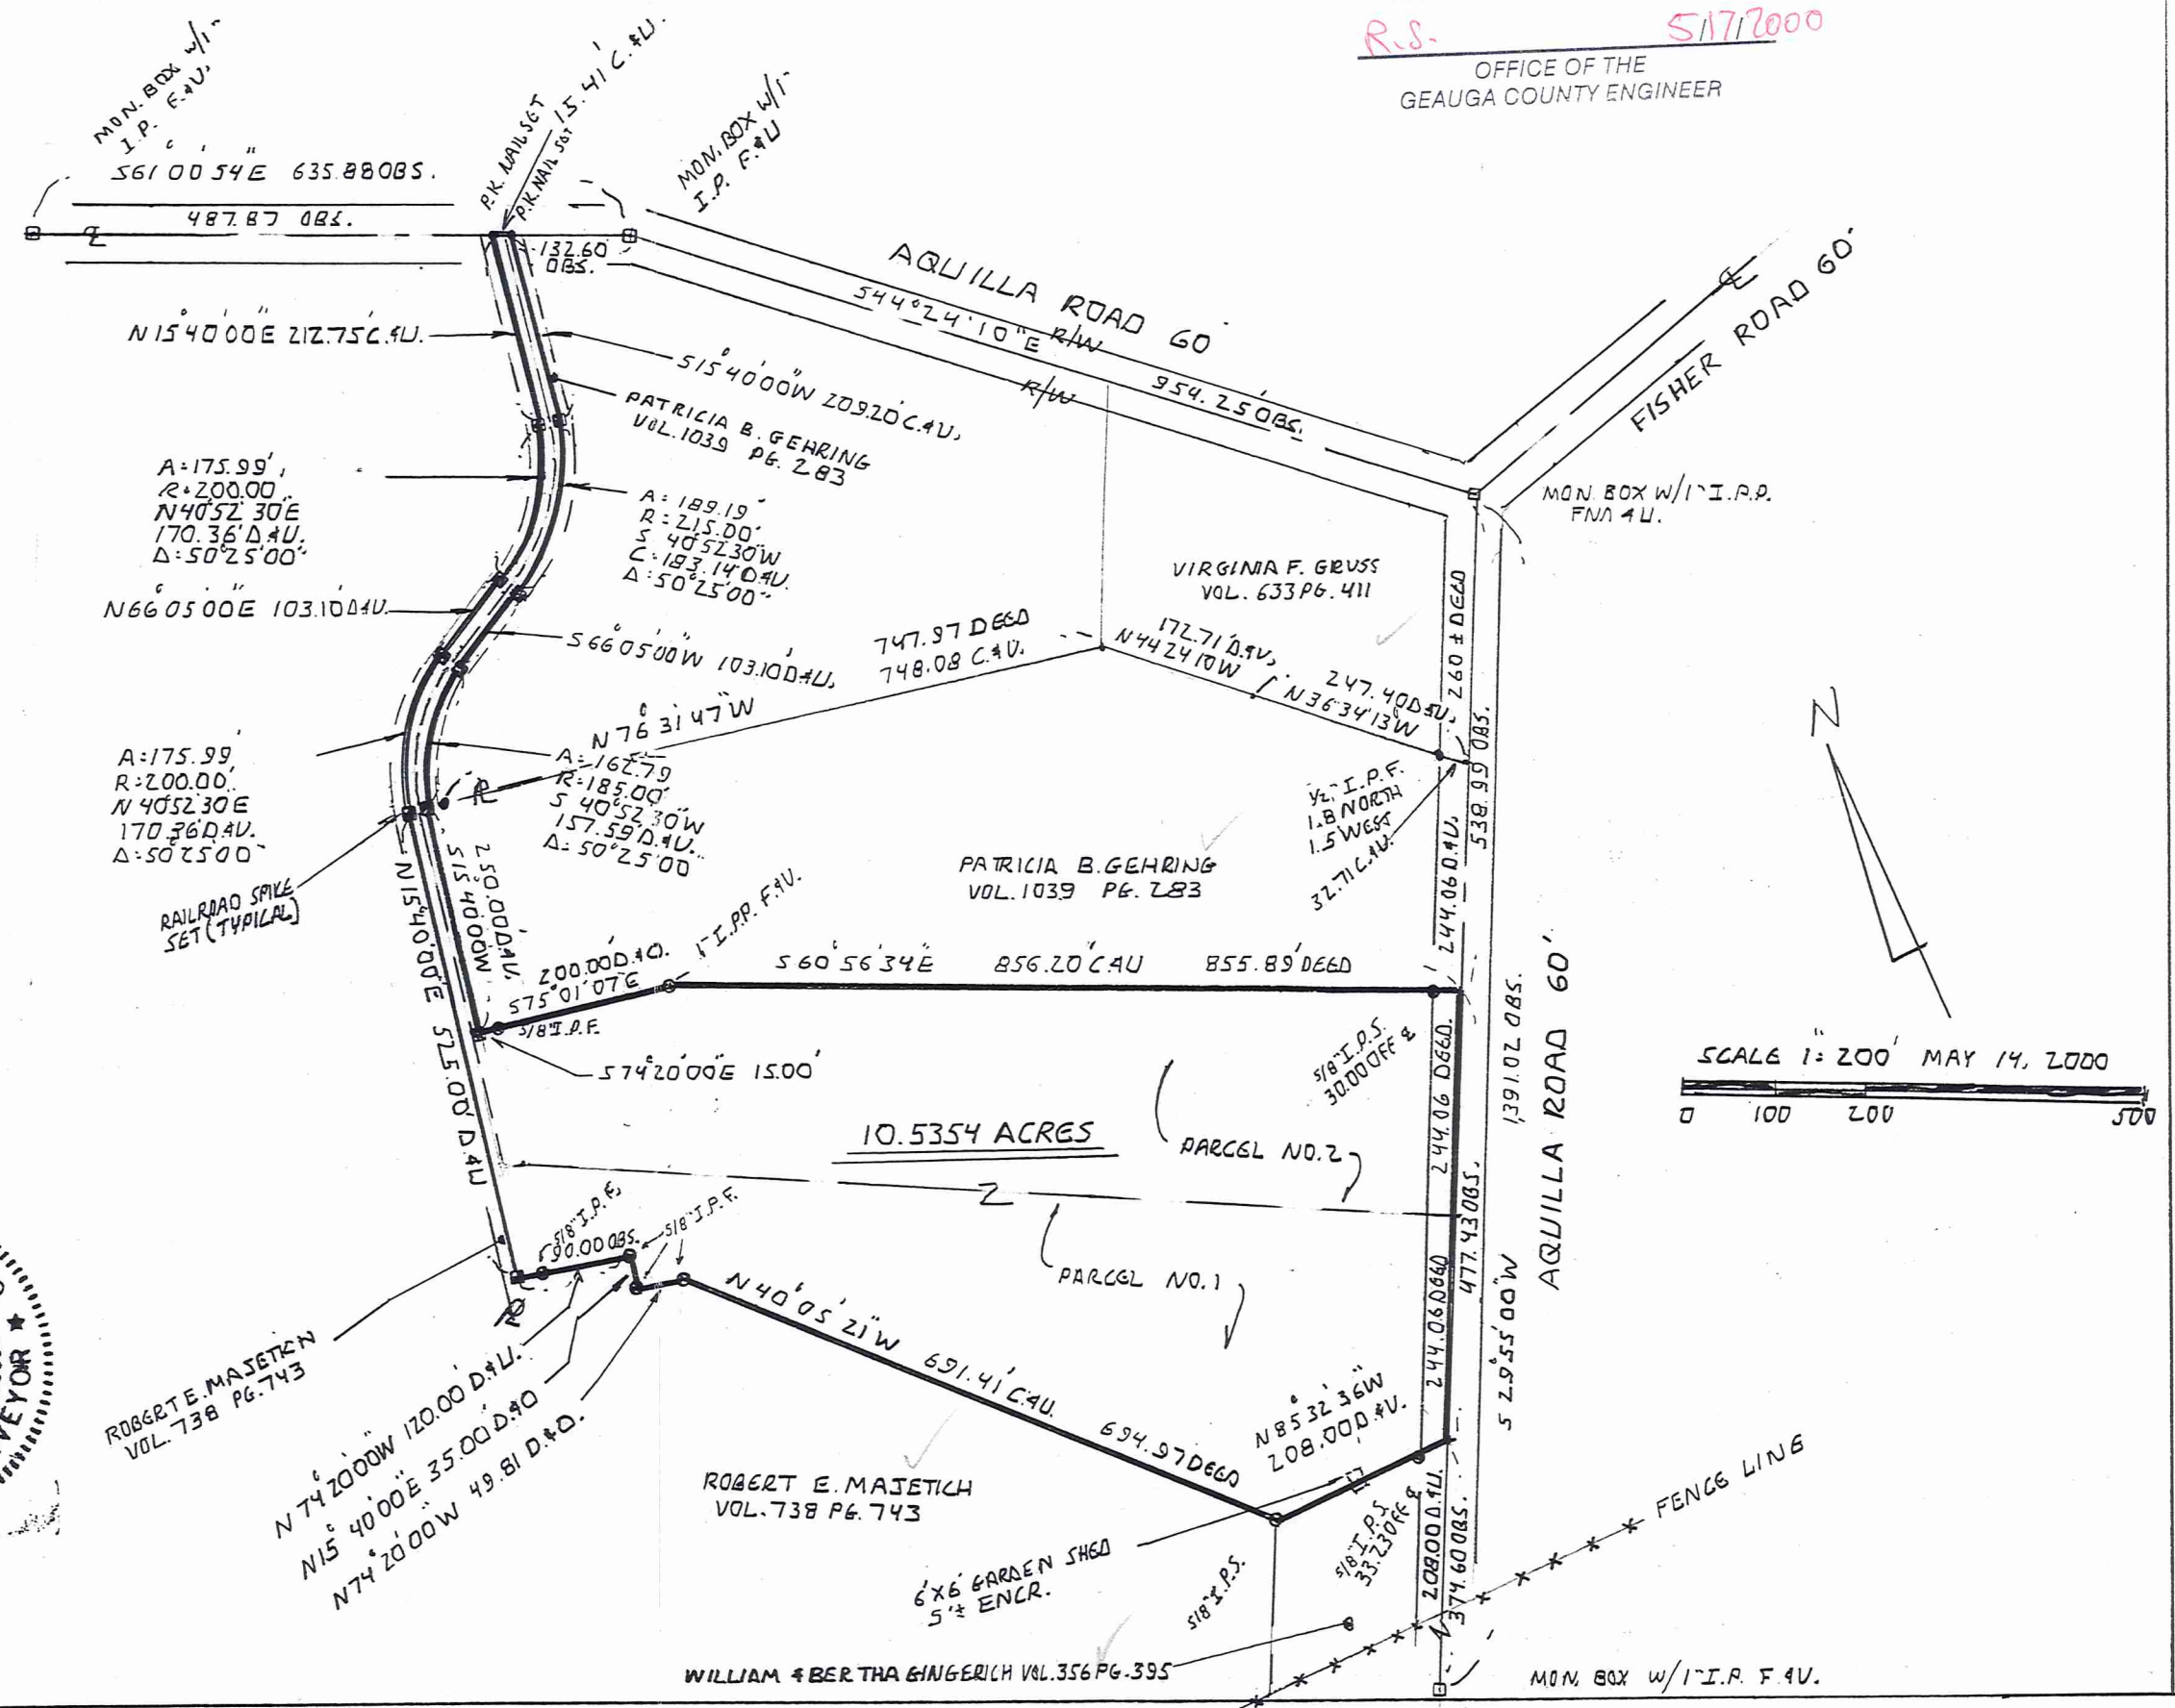 R.S. 5/17/2000
OFFICE OF THE
GEAUGA COUNTY ENGINEER
MON. BOX W/1"
I.P. F.&U.
S61°00'54"E 635.88 OBS.
487.87 OBS.
P.K. NAIL SET
P.K. NAIL SET
15.41' C.&U.
MON. BOX W/1"
I.P. F.&U
132.60
OBS.
AQUILLA ROAD 60'
S44°24'10"E
R/W
R/W
954.25' OBS.
FISHER ROAD 60'
N15°40'00"E 212.75' C.&U.
S15°40'00"W 209.20' C.&U.
PATRICIA B. GEHRING
VOL. 1039 PG. 283
A=175.99'
R=200.00'
N40°52'30"E
170.36' D.&U.
Δ=50°25'00"
A=189.19'
R=215.00'
S 40°52'30"W
C=183.14' D.&U.
Δ=50°25'00"
MON. BOX W/1" I.P.P.
FND &U.
VIRGINIA F. GRUSS
VOL. 633 PG. 411
260± DEED
N66°05'00"E 103.10 D.&U.
S66°05'00"W 103.10' D.&U.
747.97 DEED
748.08 C.&U.
N76°31'47"W
172.71' D.&U.
N44°24'10"W
247.40 D.&U.
N36°34'13"W
538.99 OBS.
A=175.99'
R=200.00'
N 40°52'30"E
170.36' D.&U.
Δ=50°25'00"
A=162.79'
R=185.00'
S 40°52'30"W
157.59' D.&U.
Δ=50°25'00"
1/2" I.P.F.
1.8 NORTH
1.5 WEST
32.71 C.&U.
244.06 D.&U.
N
RAILROAD SPIKE
SET (TYPICAL)
N15°40'00"E 525.00' D.&U
250.00 D.&U.
S15°40'00"W
PATRICIA B. GEHRING
VOL. 1039 PG. 283
1" I.P.P. F.&U.
200.00 D.&O.
S75°01'07"E
5/8" I.P.F.
S60°56'34"E 856.20' C.&U 855.89' DEED
S74°20'00"E 15.00'
5/8" I.P.S.
30.00 OFF ℄
244.06 DEED.
1,391.02 OBS.
AQUILLA ROAD 60'
SCALE 1"=200' MAY 14, 2000
0 100 200 500
10.5354 ACRES
PARCEL NO. 2
PARCEL NO. 1
5/8" I.P.F.
90.00 OBS.
5/8" I.P.F.
477.43 OBS.
244.06 DEED
S 29°55'00"W
N40°05'21"W 691.41' C.&U. 694.97 DEED
N85°32'36"W
208.00 D.&U.
ROBERT E. MAJETICH
VOL. 738 PG. 743
N74°20'00"W 120.00' D.&U.
N15°40'00"E 35.00 D.&O
N74°20'00"W 49.81 D.&O.
ROBERT E. MAJETICH
VOL. 738 PG. 743
6'X6' GARDEN SHED
5'± ENCR.
5/8" I.P.S.
5/8" I.P.S.
33.23 OFF ℄
208.00 D.&U.
374.60 OBS.
FENCE LINE
WILLIAM & BERTHA GINGERICH VOL. 356 PG. 395
MON. BOX W/1" I.P. F.&U.